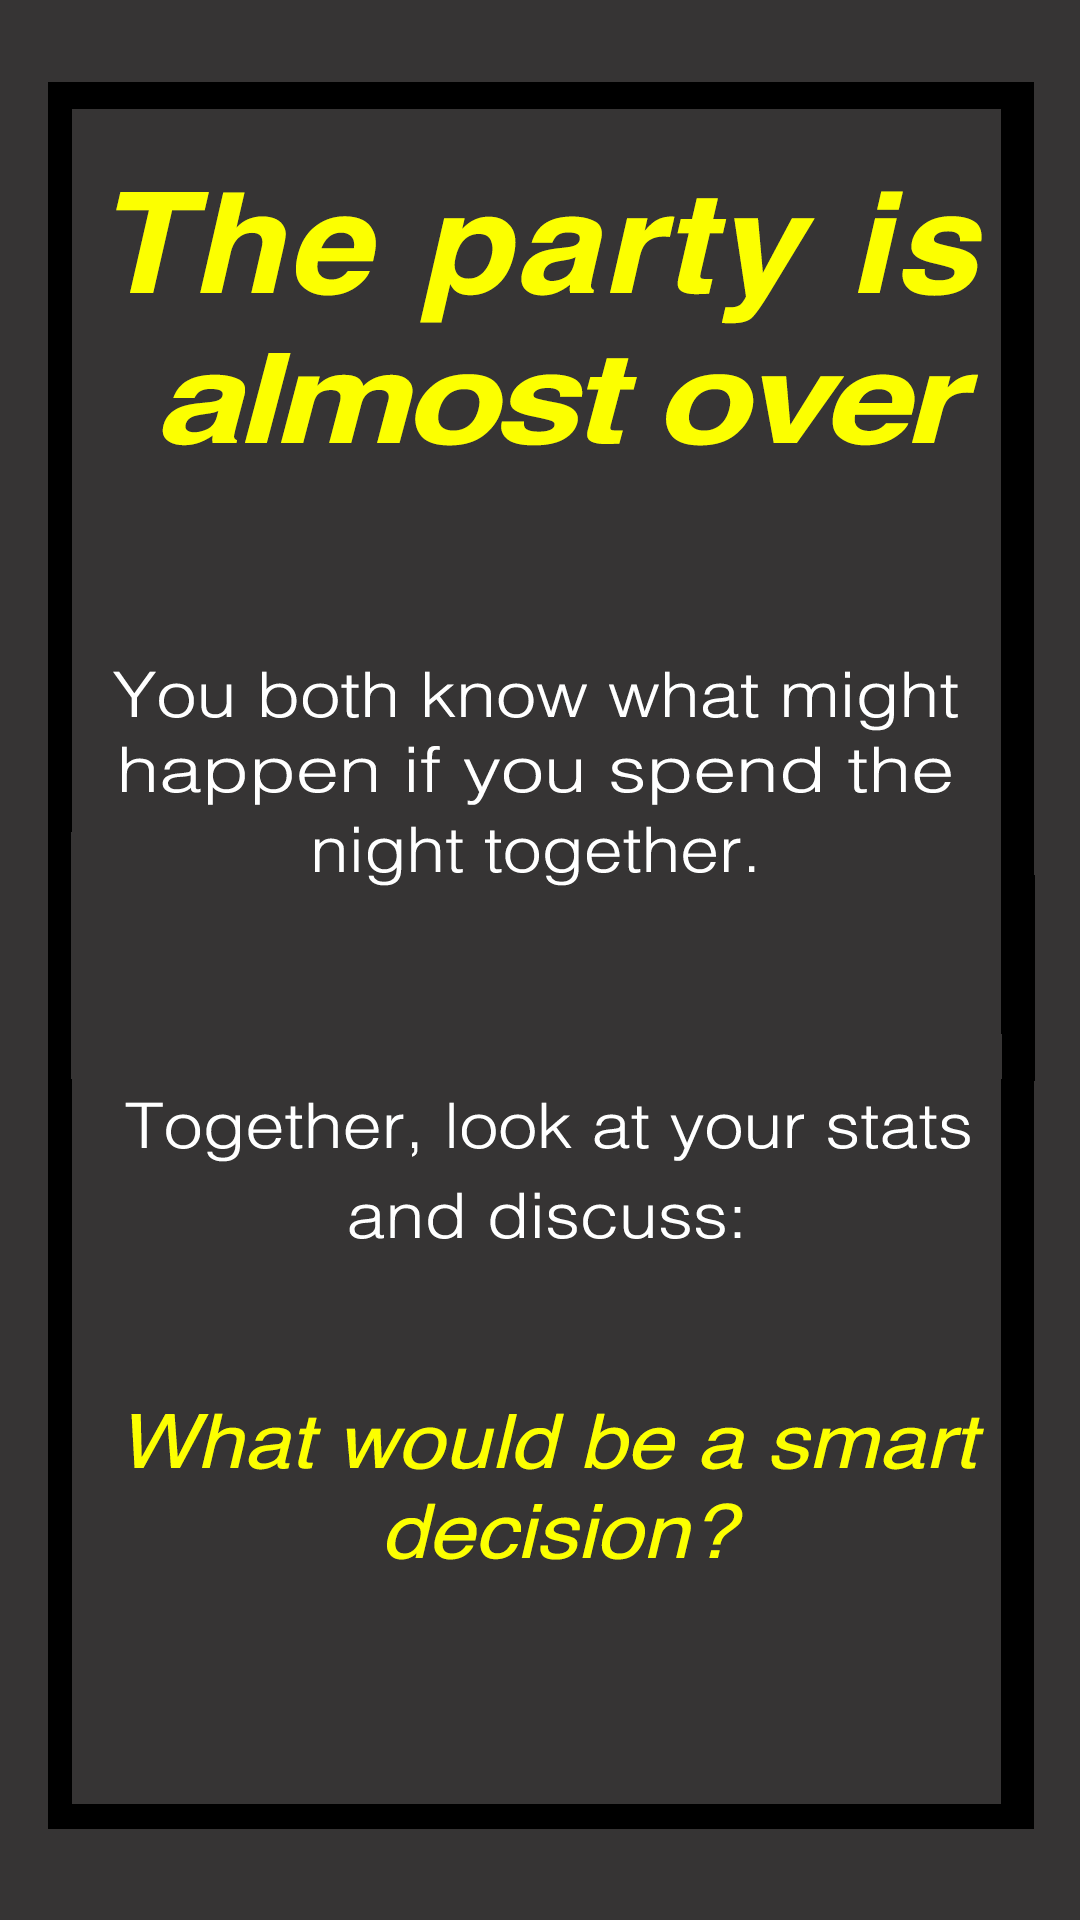 The party is
almost over
You both know what might
happen if you spend the
night together.
Together, look at your stats
and discuss:
What would be a smart
decision?